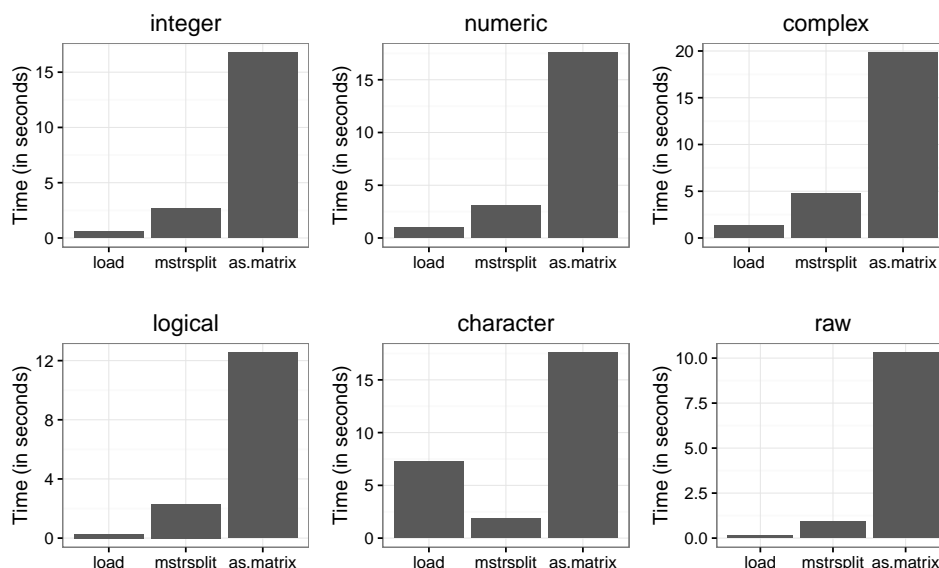 integer
Time (in seconds)
15
10
5
0
load mstrsplit as.matrix
numeric
Time (in seconds)
15
10
5
0
load mstrsplit as.matrix
complex
Time (in seconds)
20
15
10
5
0
load mstrsplit as.matrix
logical
Time (in seconds)
12
8
4
0
load mstrsplit as.matrix
character
Time (in seconds)
15
10
5
0
load mstrsplit as.matrix
raw
Time (in seconds)
10.0
7.5
5.0
2.5
0.0
load mstrsplit as.matrix